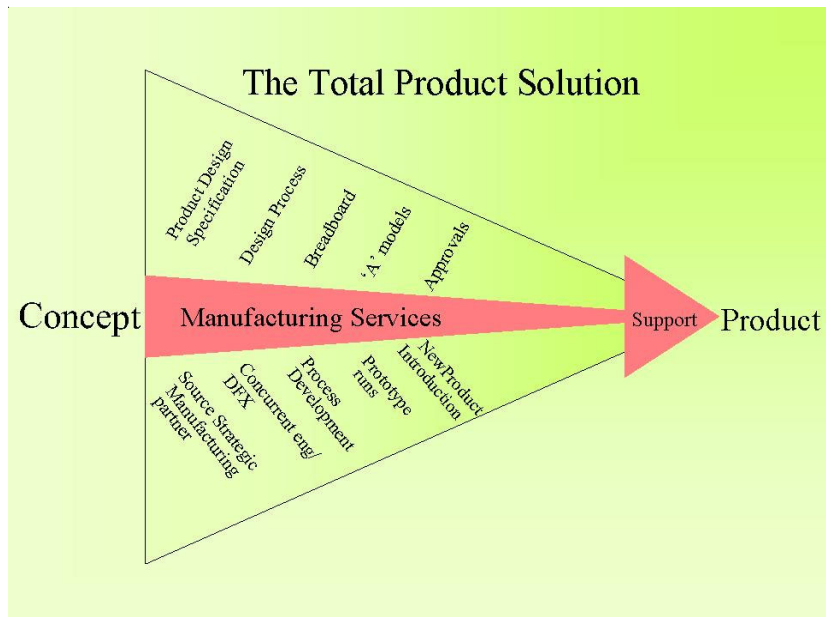 The Total Product Solution
Product Design
Specification
Design Process
Breadboard
‘A’ models
Approvals
Concept
Manufacturing Services
Support
Product
Source Strategic
Manufacturing
partner
Concurrent eng/
DFX
Process
Development
Prototype
runs
NewProduct
Introduction